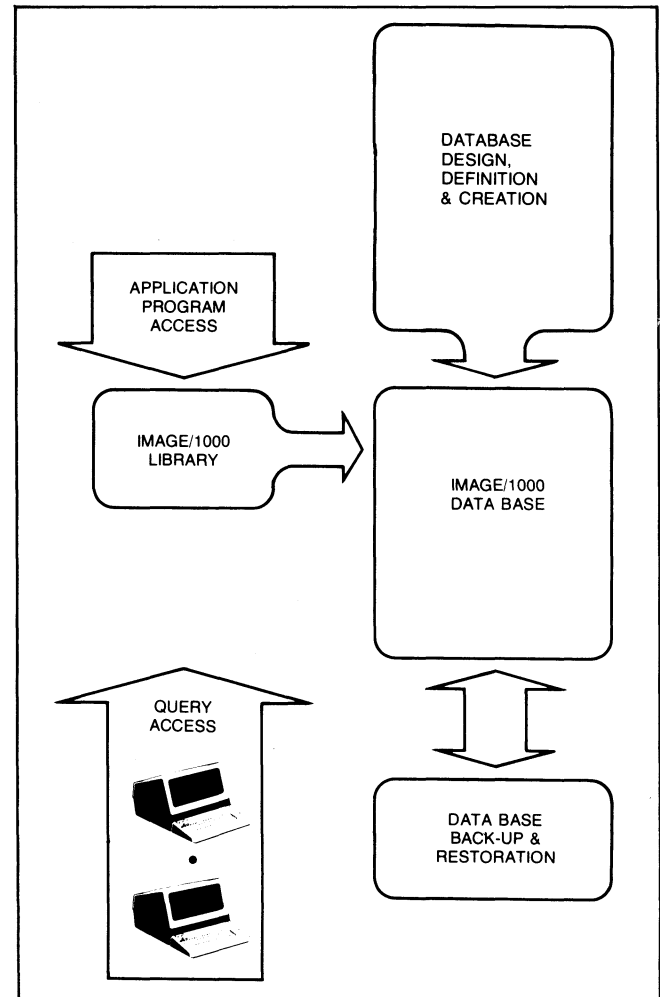 DATABASE
DESIGN,
DEFINITION
& CREATION
APPLICATION
PROGRAM
ACCESS
IMAGE/1000
LIBRARY
IMAGE/1000
DATA BASE
QUERY
ACCESS
DATA BASE
BACK-UP &
RESTORATION